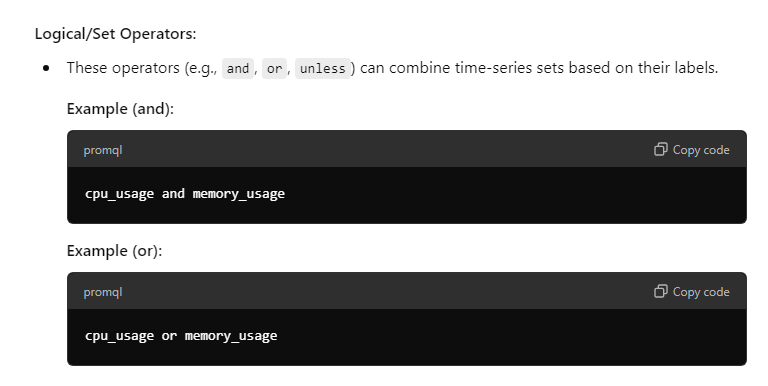 Logical/Set Operators:
• These operators (e.g., and, or, unless) can combine time-series sets based on their labels.
Example (and):
promql Copy code
cpu_usage and memory_usage
Example (or):
promql Copy code
cpu_usage or memory_usage